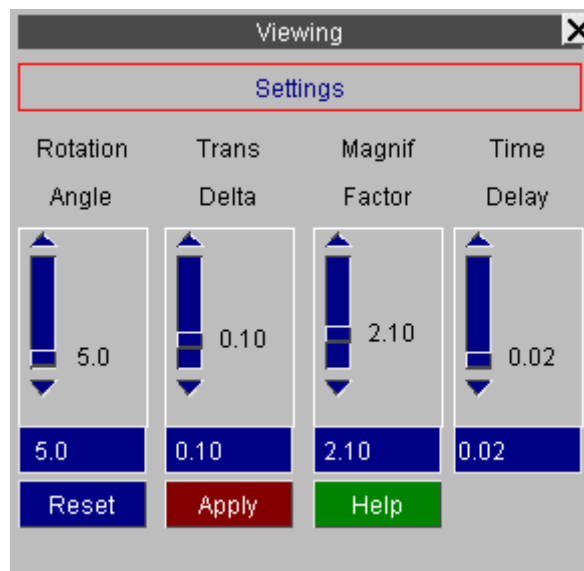 Viewing
Settings
Rotation Trans Magnif Time
Angle Delta Factor Delay
5.0 0.10 2.10 0.02
5.0 0.10 2.10 0.02
Reset Apply Help